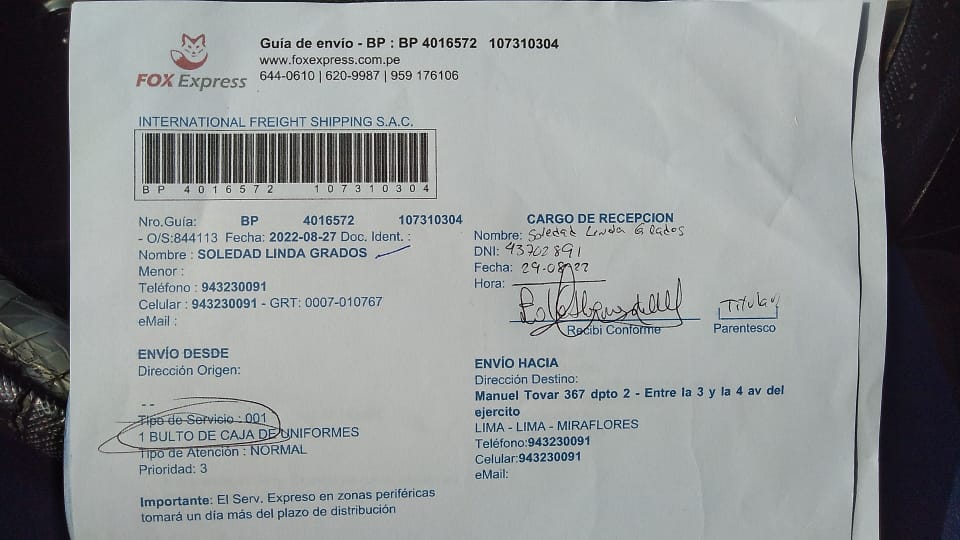 FOX Express
Guía de envío - BP : BP 4016572 107310304
www.foxexpress.com.pe
644-0610 | 620-9987 | 959 176106
INTERNATIONAL FREIGHT SHIPPING S.A.C.
BP 4016572 107310304
Nro.Guía: BP 4016572 107310304
- O/S:844113 Fecha: 2022-08-27 Doc. Ident. :
Nombre : SOLEDAD LINDA GRADOS
Menor :
Teléfono : 943230091
Celular : 943230091 - GRT: 0007-010767
eMail :
ENVÍO DESDE
Dirección Origen:
--
Tipo de Servicio : 001
1 BULTO DE CAJA DE UNIFORMES
Tipo de Atención : NORMAL
Prioridad: 3
Importante: El Serv. Expreso en zonas periféricas
tomará un día más del plazo de distribución
CARGO DE RECEPCION
Nombre: Soledad Linda Grados
DNI: 43702891
Fecha: 29-08-22
Hora:
Titular
Recibi Conforme Parentesco
ENVÍO HACIA
Dirección Destino:
Manuel Tovar 367 dpto 2 - Entre la 3 y la 4 av del
ejercito
LIMA - LIMA - MIRAFLORES
Teléfono:943230091
Celular:943230091
eMail: